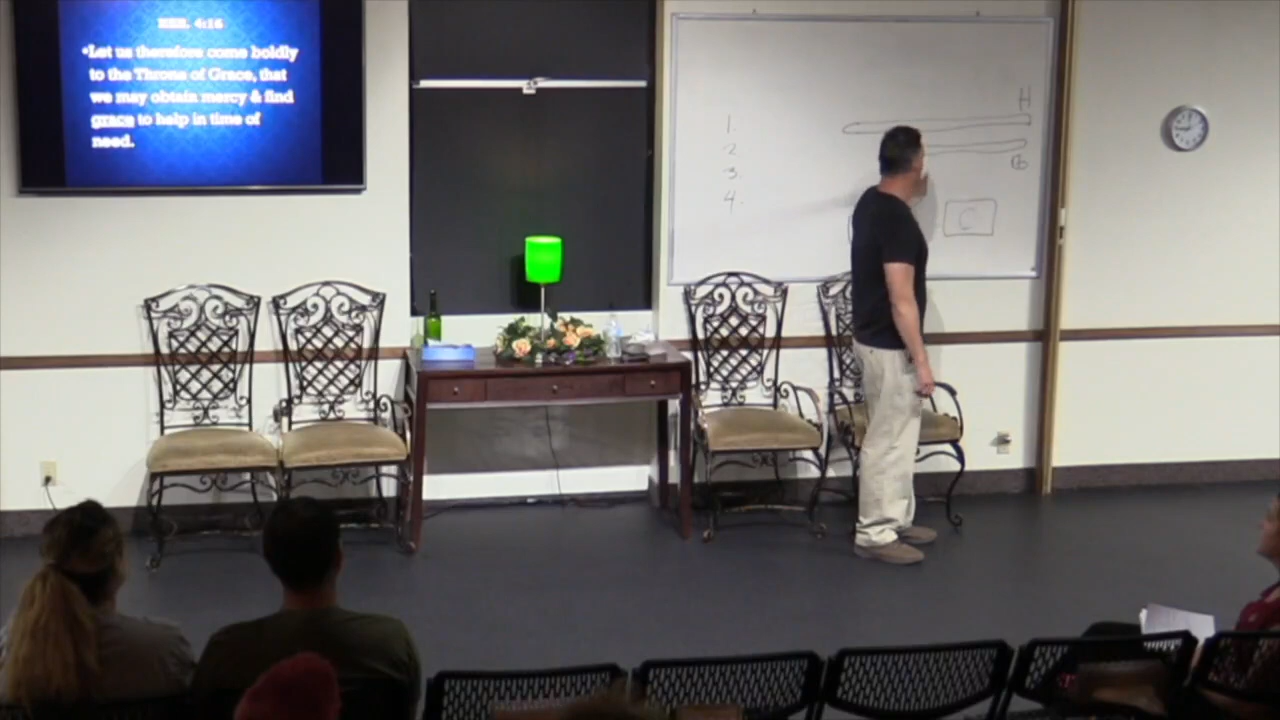 HEB. 4:16
•Let us therefore come boldly
to the Throne of Grace, that
we may obtain mercy & find
grace to help in time of
need.
1.
2
3.
4.
H
C